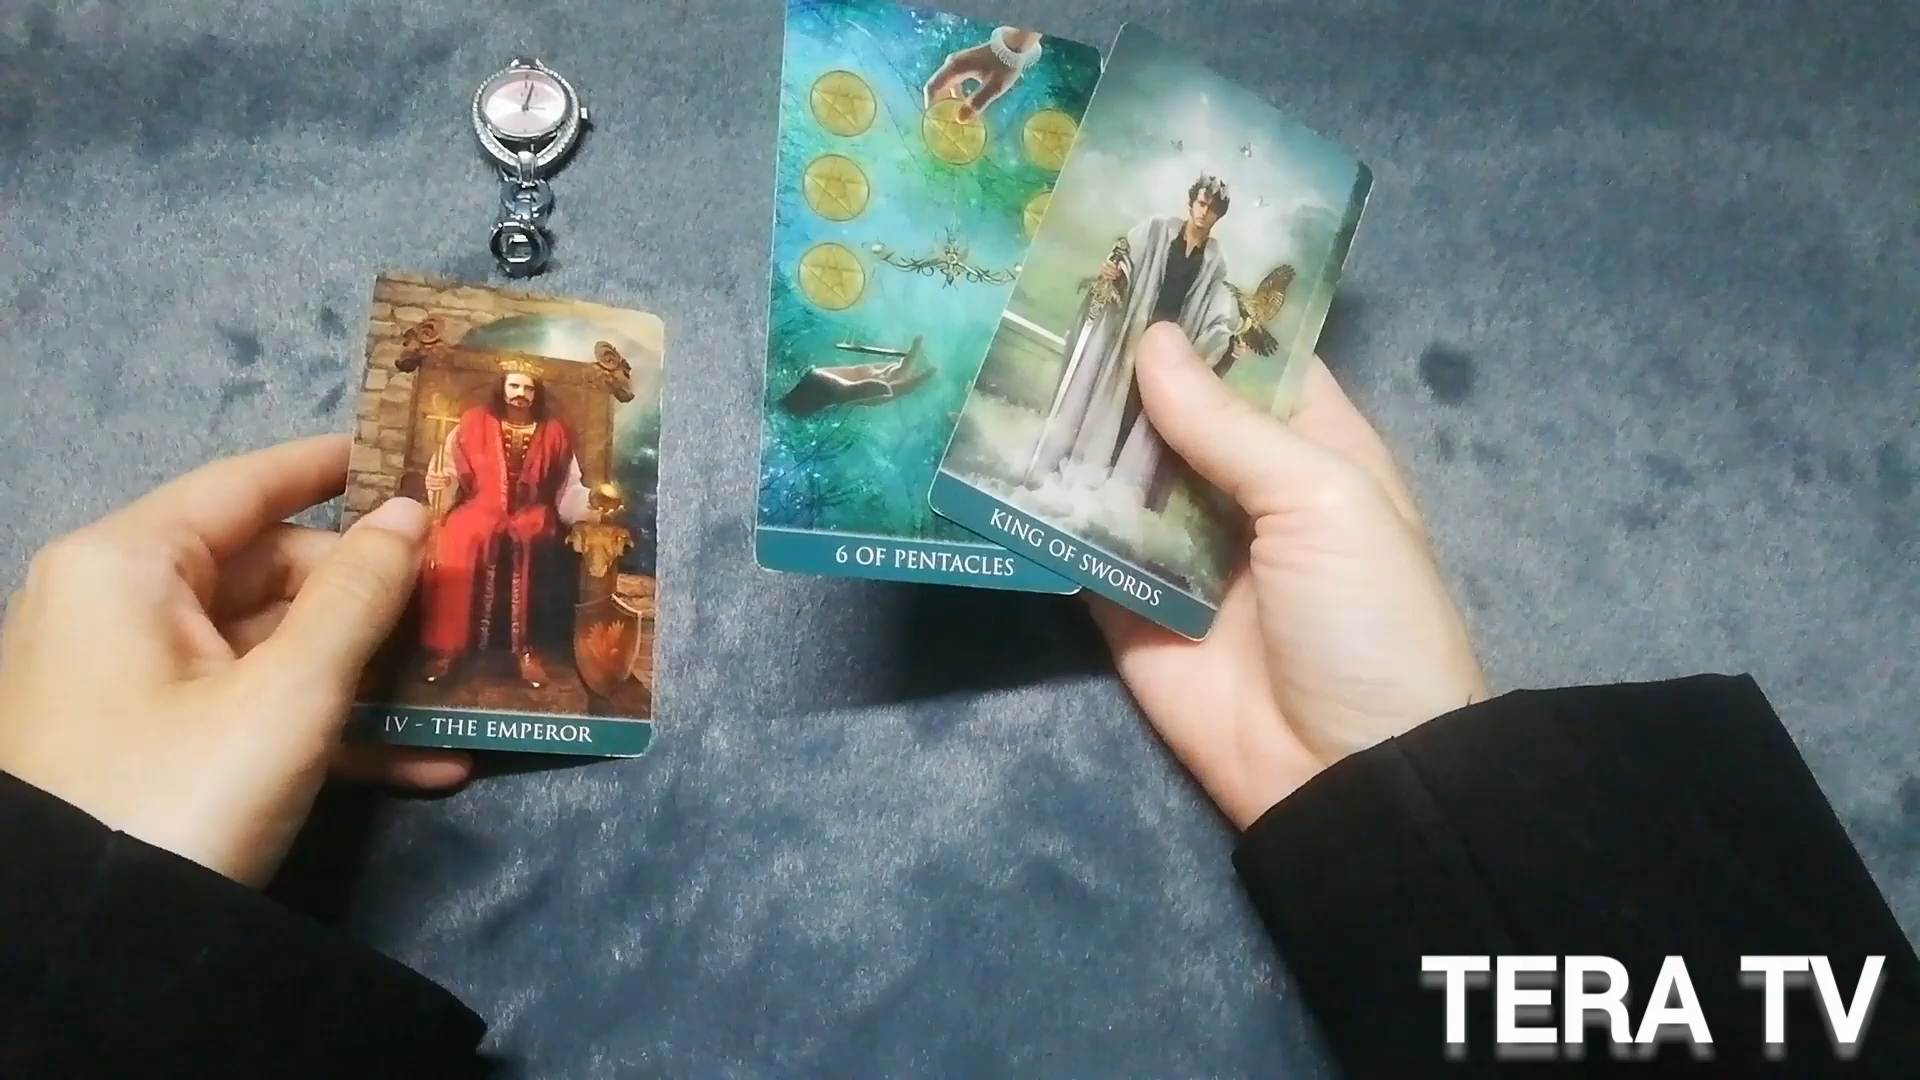 6 OF PENTACLES
KING OF SWORDS
IV - THE EMPEROR
TERA TV